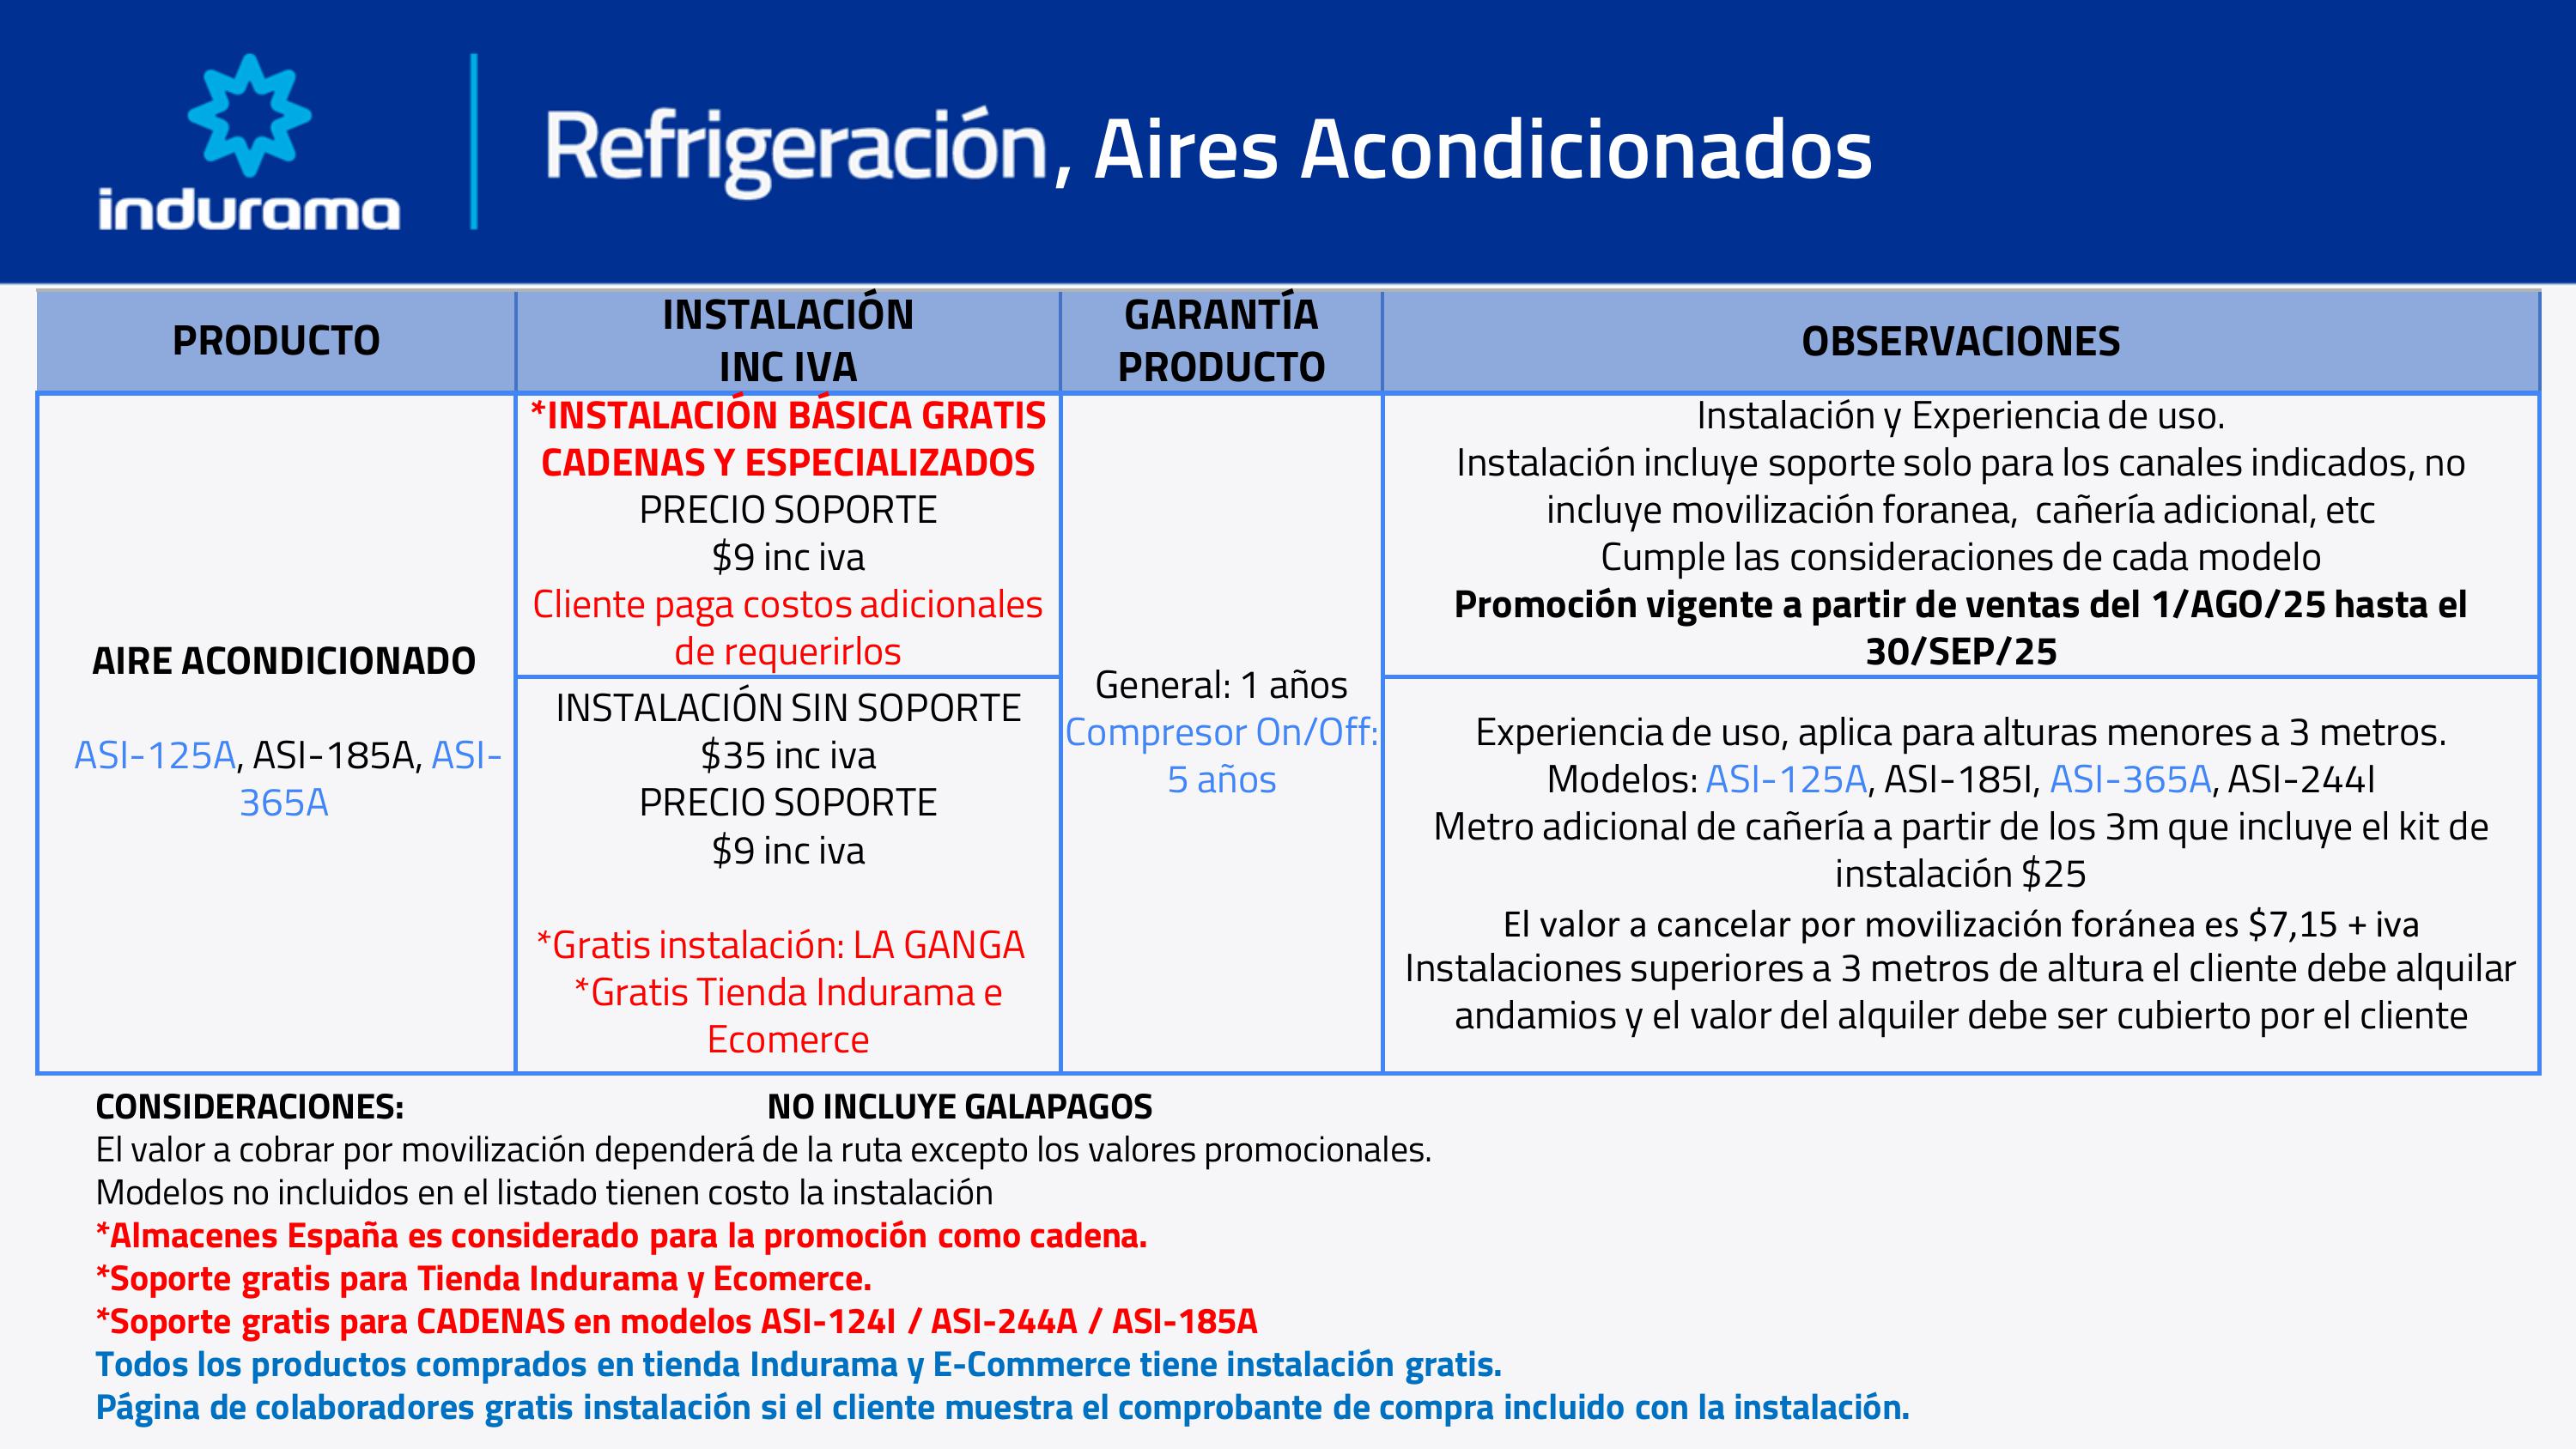 indurama
Refrigeración, Aires Acondicionados
PRODUCTO
INSTALACIÓN
INC IVA
GARANTÍA
PRODUCTO
OBSERVACIONES
AIRE ACONDICIONADO
ASI-125A, ASI-185A, ASI-
365A
*INSTALACIÓN BÁSICA GRATIS
CADENAS Y ESPECIALIZADOS
PRECIO SOPORTE
$9 inc iva
Cliente paga costos adicionales
de requerirlos
INSTALACIÓN SIN SOPORTE
$35 inc iva
PRECIO SOPORTE
$9 inc iva
*Gratis instalación: LA GANGA
*Gratis Tienda Indurama e
Ecomerce
General: 1 años
Compresor On/Off:
5 años
Instalación y Experiencia de uso.
Instalación incluye soporte solo para los canales indicados, no
incluye movilización foranea, cañería adicional, etc
Cumple las consideraciones de cada modelo
Promoción vigente a partir de ventas del 1/AGO/25 hasta el
30/SEP/25
Experiencia de uso, aplica para alturas menores a 3 metros.
Modelos: ASI-125A, ASI-185I, ASI-365A, ASI-244I
Metro adicional de cañería a partir de los 3m que incluye el kit de
instalación $25
El valor a cancelar por movilización foránea es $7,15 + iva
Instalaciones superiores a 3 metros de altura el cliente debe alquilar
andamios y el valor del alquiler debe ser cubierto por el cliente
CONSIDERACIONES: NO INCLUYE GALAPAGOS
El valor a cobrar por movilización dependerá de la ruta excepto los valores promocionales.
Modelos no incluidos en el listado tienen costo la instalación
*Almacenes España es considerado para la promoción como cadena.
*Soporte gratis para Tienda Indurama y Ecomerce.
*Soporte gratis para CADENAS en modelos ASI-124I / ASI-244A / ASI-185A
Todos los productos comprados en tienda Indurama y E-Commerce tiene instalación gratis.
Página de colaboradores gratis instalación si el cliente muestra el comprobante de compra incluido con la instalación.